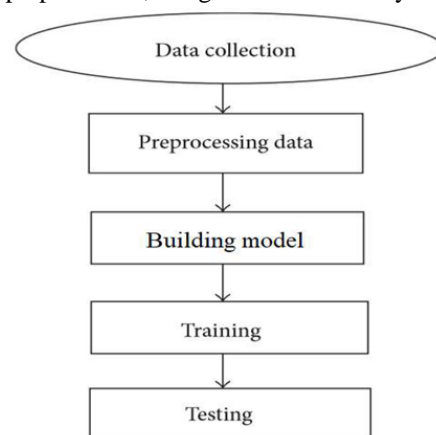 Data collection
Preprocessing data
Building model
Training
Testing